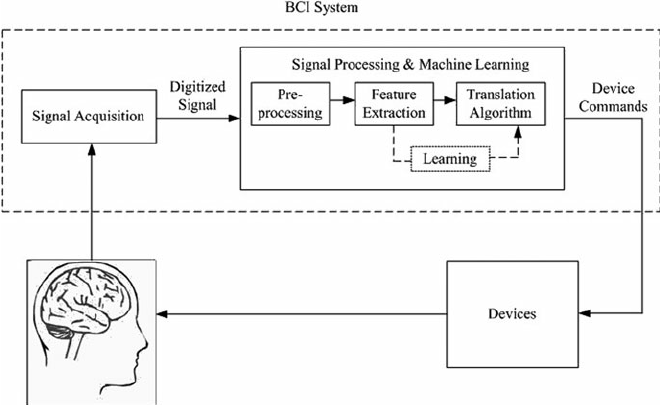 BCI System
Signal Processing & Machine Learning
Signal Acquisition
Digitized
Signal
Pre-
processing
Feature
Extraction
Translation
Algorithm
Learning
Device
Commands
Devices